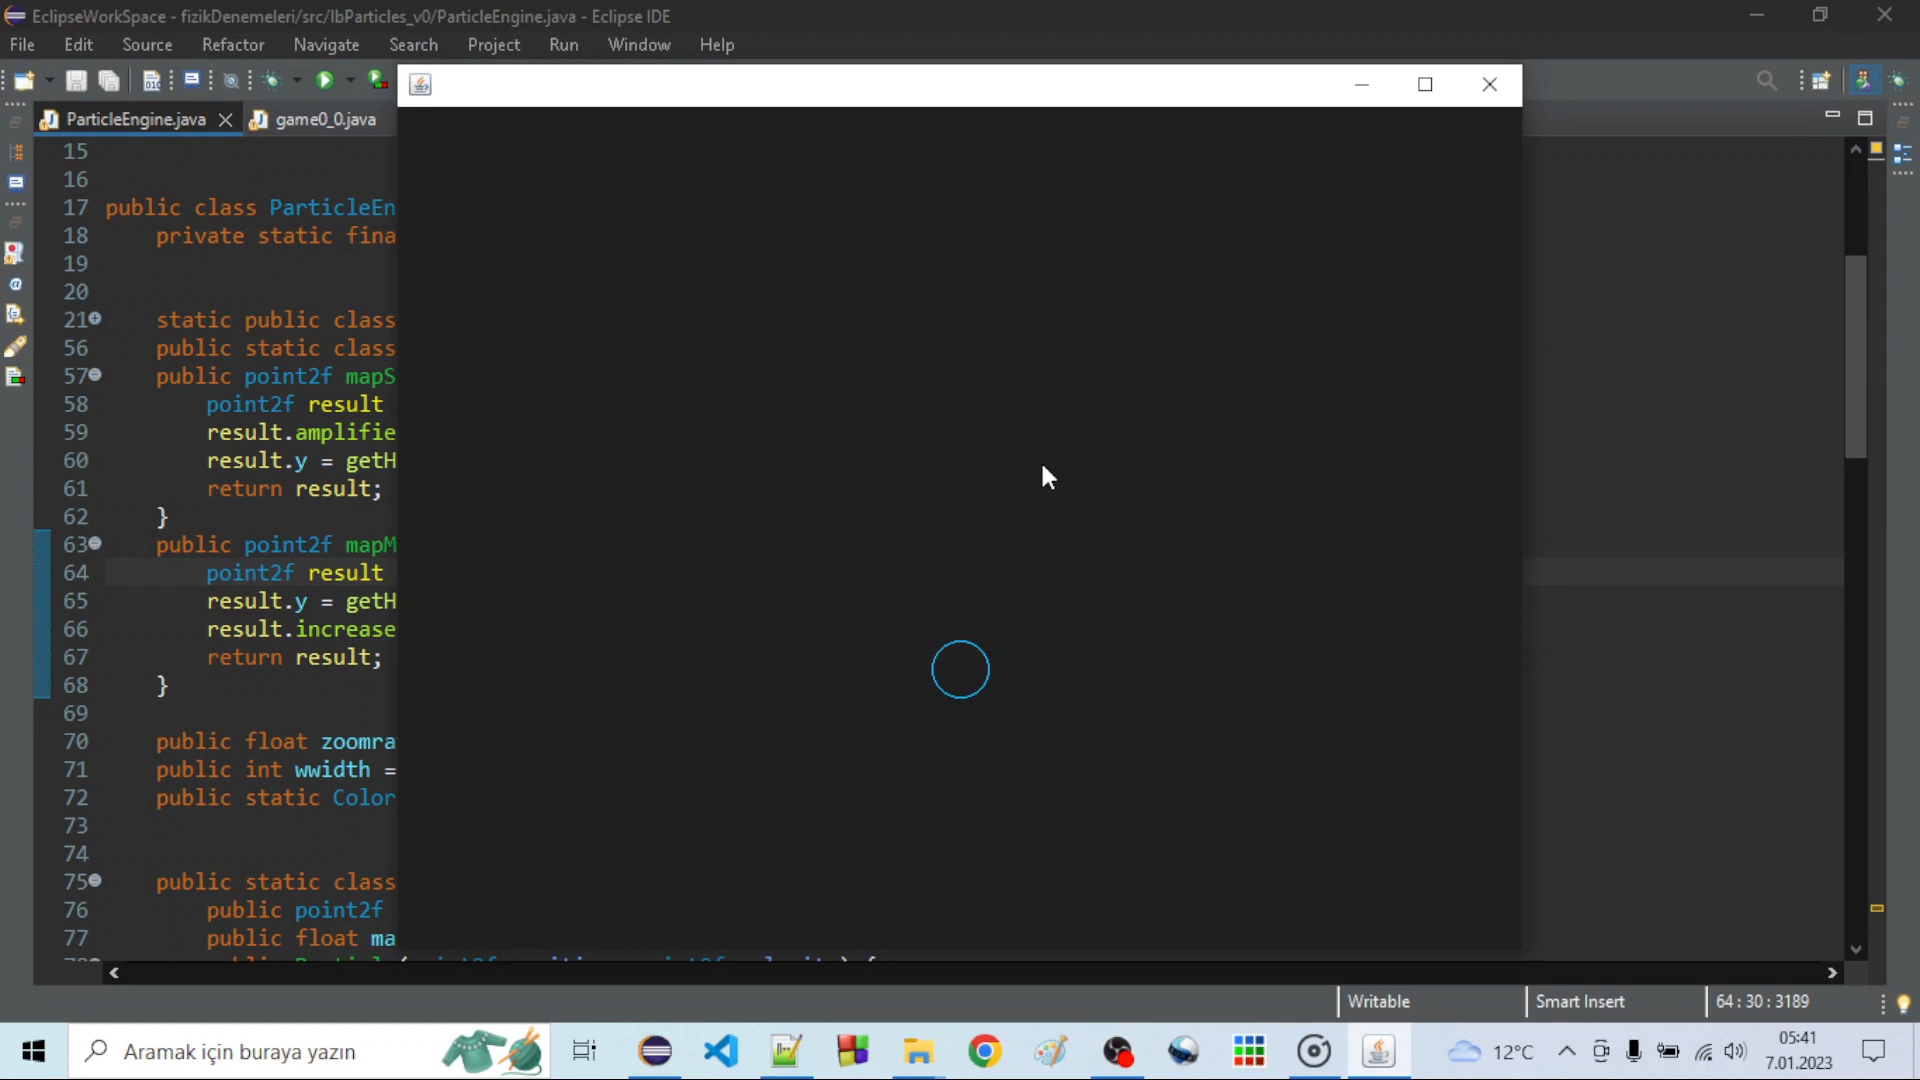 EclipseWorkSpace - fizikDenemeleri/src/lbParticles_v0/ParticleEngine.java - Eclipse IDE
File Edit Source Refactor Navigate Search Project Run Window Help
ParticleEngine.java game0_0.java
15
16
17 public class ParticleEn
18 private static fina
19
20
21 static public class
56 public static class
57 public point2f mapS
58 point2f result
59 result.amplifie
60 result.y = getH
61 return result;
62 }
63 public point2f mapM
64 point2f result
65 result.y = getH
66 result.increase
67 return result;
68 }
69
70 public float zoomra
71 public int wwidth =
72 public static Color
73
74
75 public static class
76 public point2f
77 public float ma
Writable Smart Insert 64 : 30 : 3189
Aramak için buraya yazın
12°C
05:41
7.01.2023